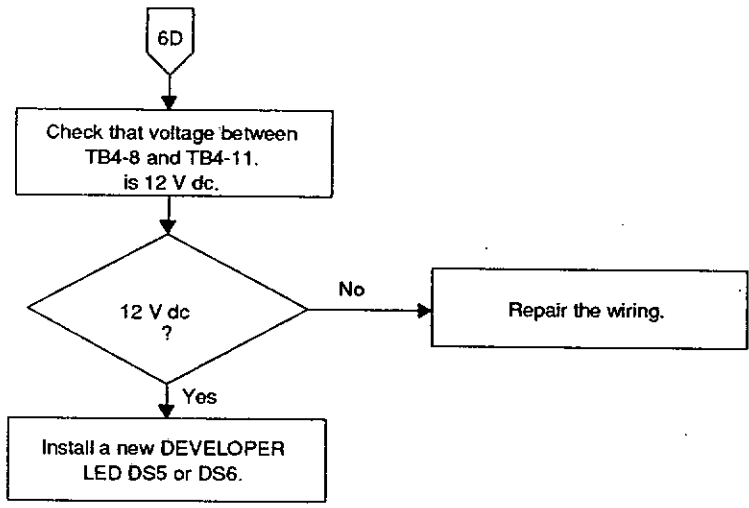 6D
Check that voltage between
TB4-8 and TB4-11.
is 12 V dc.
12 V dc
?
No
Repair the wiring.
Yes
Install a new DEVELOPER
LED DS5 or DS6.